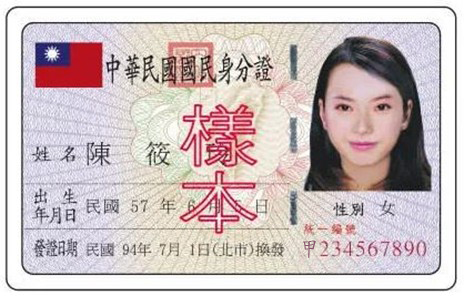 中華民國國民身分證
樣本
姓名 陳 筱
出生年月日 民國 57 年 6 月 日
性別 女
統一編號
發證日期 民國 94年 7月 1日(北市)換發
甲234567890